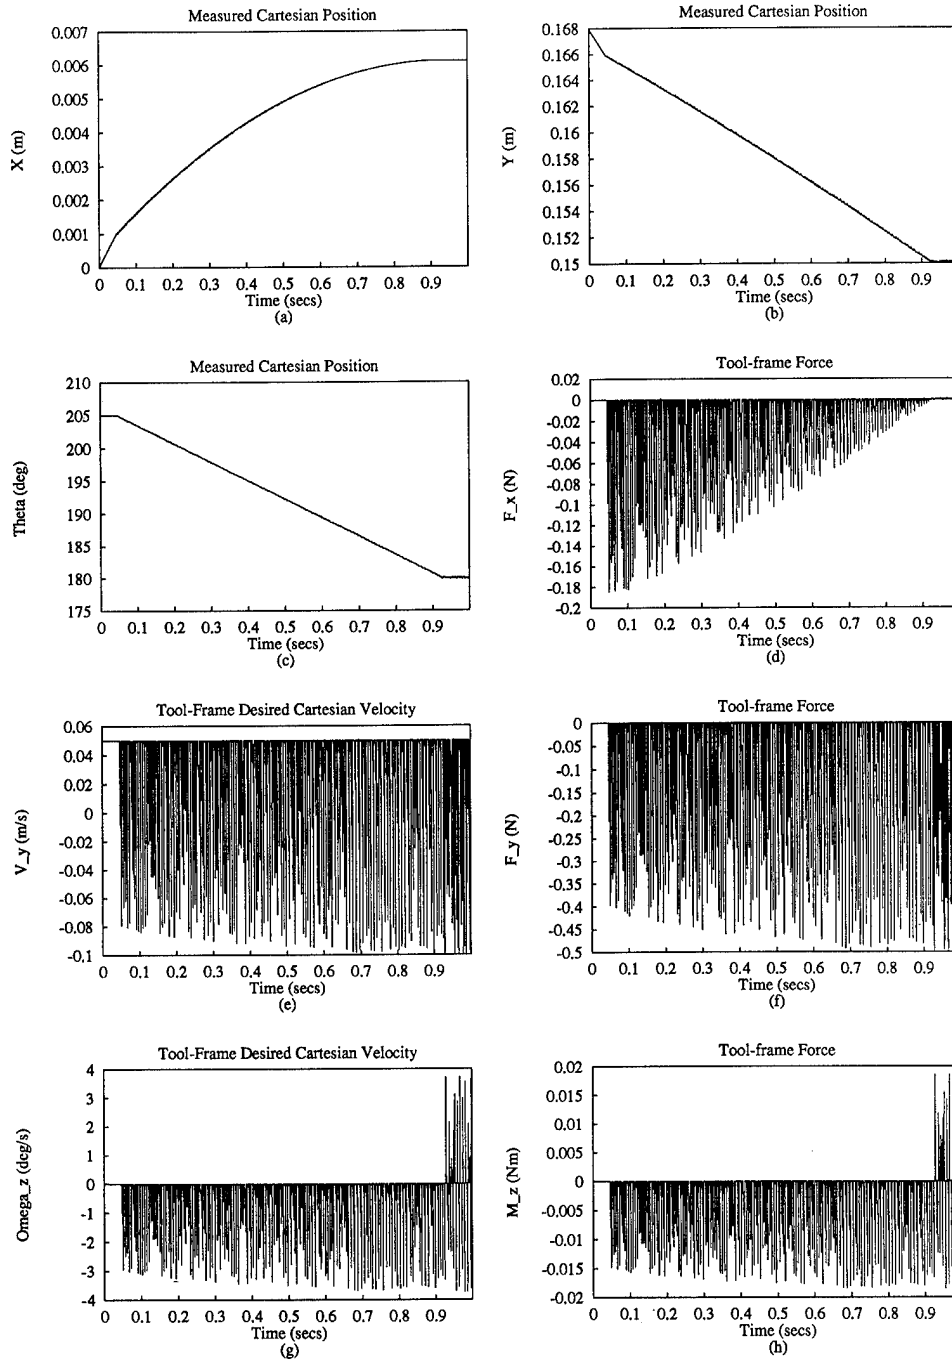 Measured Cartesian Position
0.007
0.006
0.005
0.004
0.003
0.002
0.001
0
X (m)
0 0.1 0.2 0.3 0.4 0.5 0.6 0.7 0.8 0.9
Time (secs)
(a)
Measured Cartesian Position
0.168
0.166
0.164
0.162
0.16
0.158
0.156
0.154
0.152
0.15
Y (m)
0 0.1 0.2 0.3 0.4 0.5 0.6 0.7 0.8 0.9
Time (secs)
(b)
Measured Cartesian Position
210
205
200
195
190
185
180
175
Theta (deg)
0 0.1 0.2 0.3 0.4 0.5 0.6 0.7 0.8 0.9
Time (secs)
(c)
Tool-frame Force
0.02
0
-0.02
-0.04
-0.06
-0.08
-0.1
-0.12
-0.14
-0.16
-0.18
-0.2
F_x (N)
0 0.1 0.2 0.3 0.4 0.5 0.6 0.7 0.8 0.9
Time (secs)
(d)
Tool-Frame Desired Cartesian Velocity
0.06
0.04
0.02
0
-0.02
-0.04
-0.06
-0.08
-0.1
V_y (m/s)
0 0.1 0.2 0.3 0.4 0.5 0.6 0.7 0.8 0.9
Time (secs)
(e)
Tool-frame Force
0
-0.05
-0.1
-0.15
-0.2
-0.25
-0.3
-0.35
-0.4
-0.45
-0.5
F_y (N)
0 0.1 0.2 0.3 0.4 0.5 0.6 0.7 0.8 0.9
Time (secs)
(f)
Tool-Frame Desired Cartesian Velocity
4
3
2
1
0
-1
-2
-3
-4
Omega_z (deg/s)
0 0.1 0.2 0.3 0.4 0.5 0.6 0.7 0.8 0.9
Time (secs)
(g)
Tool-frame Force
0.02
0.015
0.01
0.005
0
-0.005
-0.01
-0.015
-0.02
M_z (Nm)
0 0.1 0.2 0.3 0.4 0.5 0.6 0.7 0.8 0.9
Time (secs)
(h)